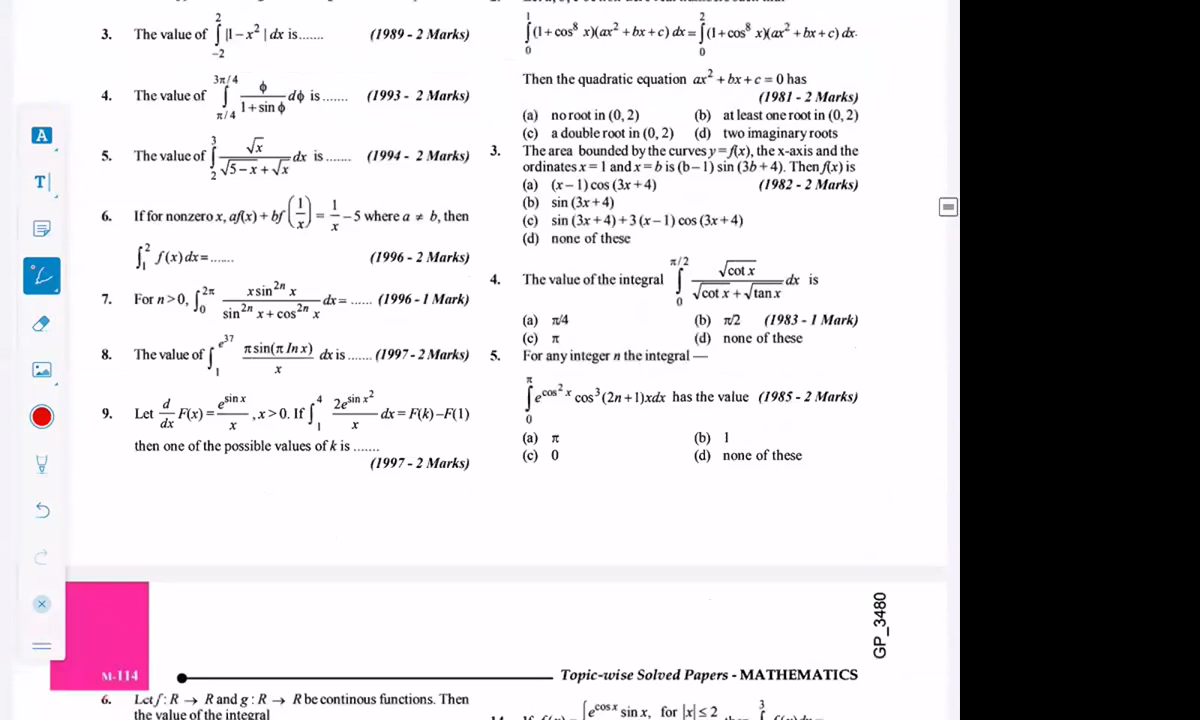 3. The value of ∫_{-2}^{2} |1 – x²| dx is....... (1989 - 2 Marks)
4. The value of ∫_{π/4}^{3π/4} ϕ/(1 + sin ϕ) dϕ is ....... (1993 - 2 Marks)
5. The value of ∫_{2}^{3} √x/(√5 – x + √x) dx is ....... (1994 - 2 Marks)
6. If for nonzero x, af(x) + bf(1/x) = 1/x – 5 where a ≠ b, then
∫_{1}^{2} f(x) dx = ....... (1996 - 2 Marks)
7. For n > 0, ∫_{0}^{2π} x sin^{2n} x/(sin^{2n} x + cos^{2n} x) dx = ...... (1996 - 1 Mark)
8. The value of ∫_{1}^{e^{37}} π sin(π ln x)/x dx is ....... (1997 - 2 Marks)
9. Let d/dx F(x) = e^{sin x}/x , x > 0. If ∫_{1}^{4} 2e^{sin x²}/x dx = F(k) – F(1)
then one of the possible values of k is .......
(1997 - 2 Marks)
∫_{0}^{1} (1 + cos⁸ x)(ax² + bx + c) dx = ∫_{0}^{2} (1 + cos⁸ x)(ax² + bx + c) dx.
Then the quadratic equation ax² + bx + c = 0 has
(1981 - 2 Marks)
(a) no root in (0, 2) (b) at least one root in (0, 2)
(c) a double root in (0, 2) (d) two imaginary roots
3. The area bounded by the curves y = f(x), the x-axis and the
ordinates x = 1 and x = b is (b – 1) sin (3b + 4). Then f(x) is
(a) (x – 1) cos (3x + 4) (1982 - 2 Marks)
(b) sin (3x + 4)
(c) sin (3x + 4) + 3 (x – 1) cos (3x + 4)
(d) none of these
4. The value of the integral ∫_{0}^{π/2} √cot x/(√cot x + √tan x) dx is
(a) π/4 (b) π/2 (1983 - 1 Mark)
(c) π (d) none of these
5. For any integer n the integral —
∫_{0}^{π} e^{cos² x} cos³ (2n + 1)xdx has the value (1985 - 2 Marks)
(a) π (b) 1
(c) 0 (d) none of these
GP_3480
M-114
Topic-wise Solved Papers - MATHEMATICS
6. Let f : R → R and g : R → R be continous functions. Then
the value of the integral
e^{cos x} sin x, for |x| ≤ 2
A
T